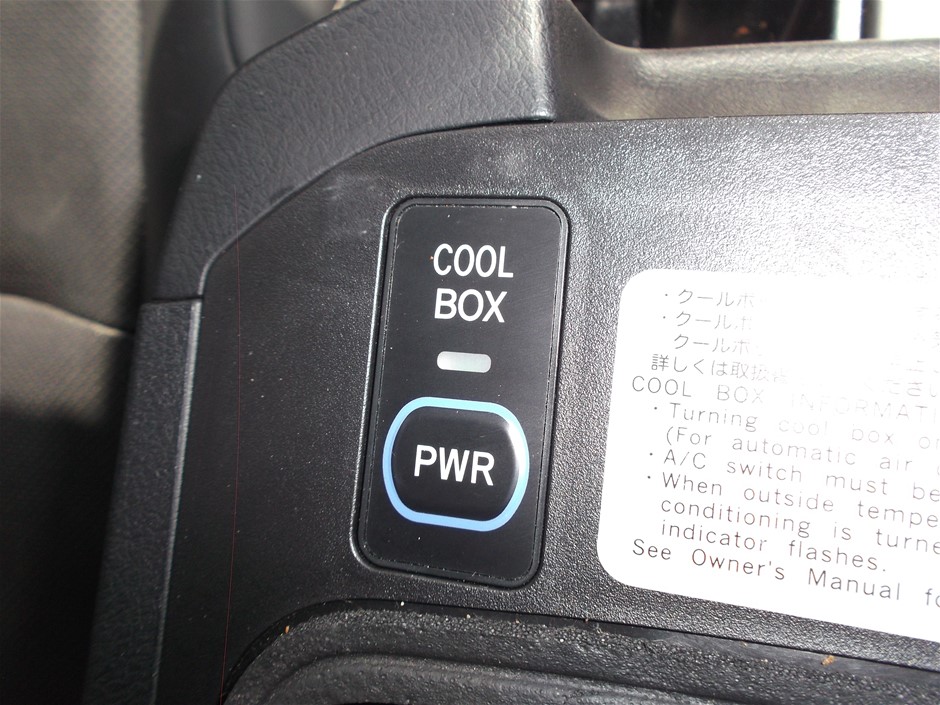 COOL
BOX
PWR
・クールボ
・クールボ
クールボ
詳しくは取扱
COOL BOX INFORMATI
・Turning cool box on
(For automatic air
・A/C switch must be
・When outside tempe
conditioning is turne
indicator flashes.
See Owner's Manual fo